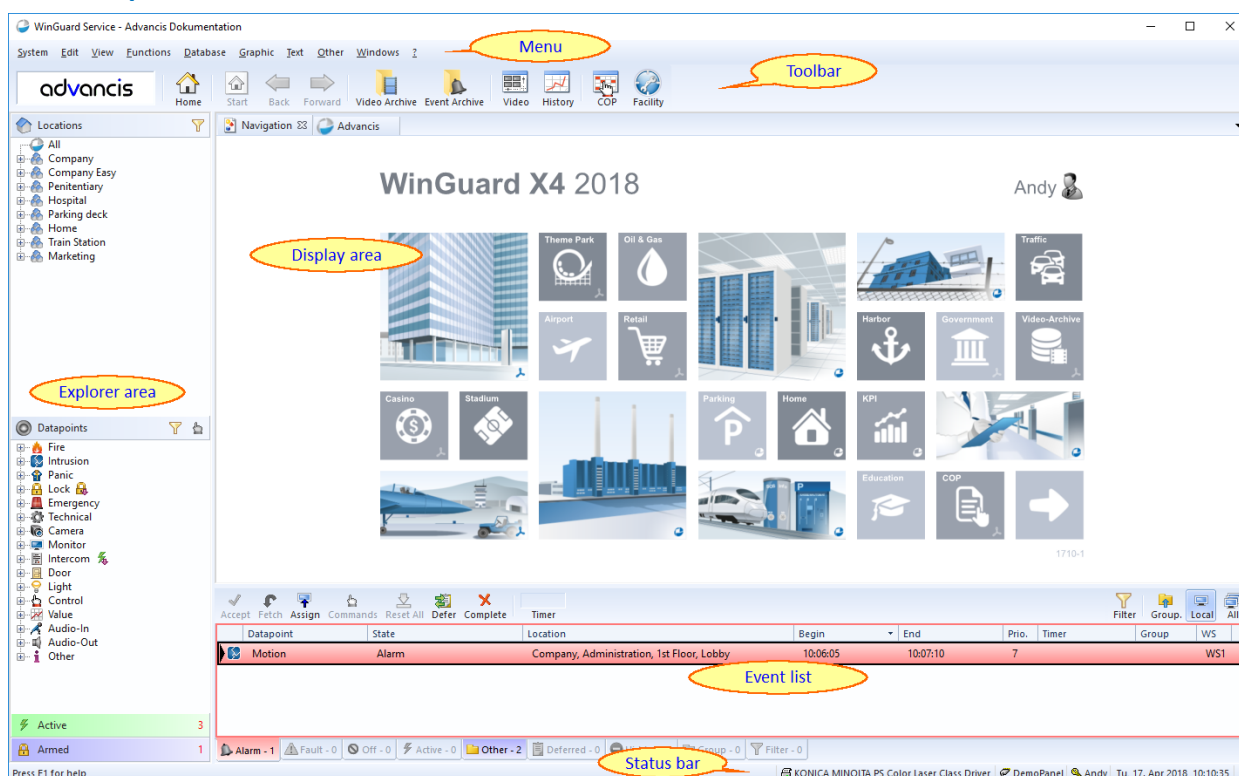 WinGuard Service - Advancis Dokumentation
System Edit View Functions Database Graphic Text Other Windows ?
Menu
advancis
Home Start Back Forward Video Archive Event Archive Video History COP Facility
Toolbar
Locations
Navigation Advancis
All
Company
Company Easy
Penitentiary
Hospital
Parking deck
Home
Train Station
Marketing
WinGuard X4 2018
Andy
Display area
Theme Park Oil & Gas Traffic
Airport Retail Harbor Government Video-Archive
Casino Stadium Parking Home KPI
Education COP
1710-1
Explorer area
Datapoints
Fire
Intrusion
Panic
Lock
Emergency
Technical
Camera
Monitor
Intercom
Door
Light
Control
Value
Audio-In
Audio-Out
Other
Active 3
Armed 1
Accept Fetch Assign Commands Reset All Defer Complete Timer Filter Group. Local All
Datapoint State Location Begin End Prio. Timer Group WS
Motion Alarm Company, Administration, 1st Floor, Lobby 10:06:05 10:07:10 7 WS1
Event list
Alarm - 1 Fault - 0 Off - 0 Active - 0 Other - 2 Deferred - 0 Group - 0 Filter - 0
Status bar
Press F1 for help
KONICA MINOLTA PS Color Laser Class Driver DemoPanel Andy Tu, 17. Apr 2018 10:10:35